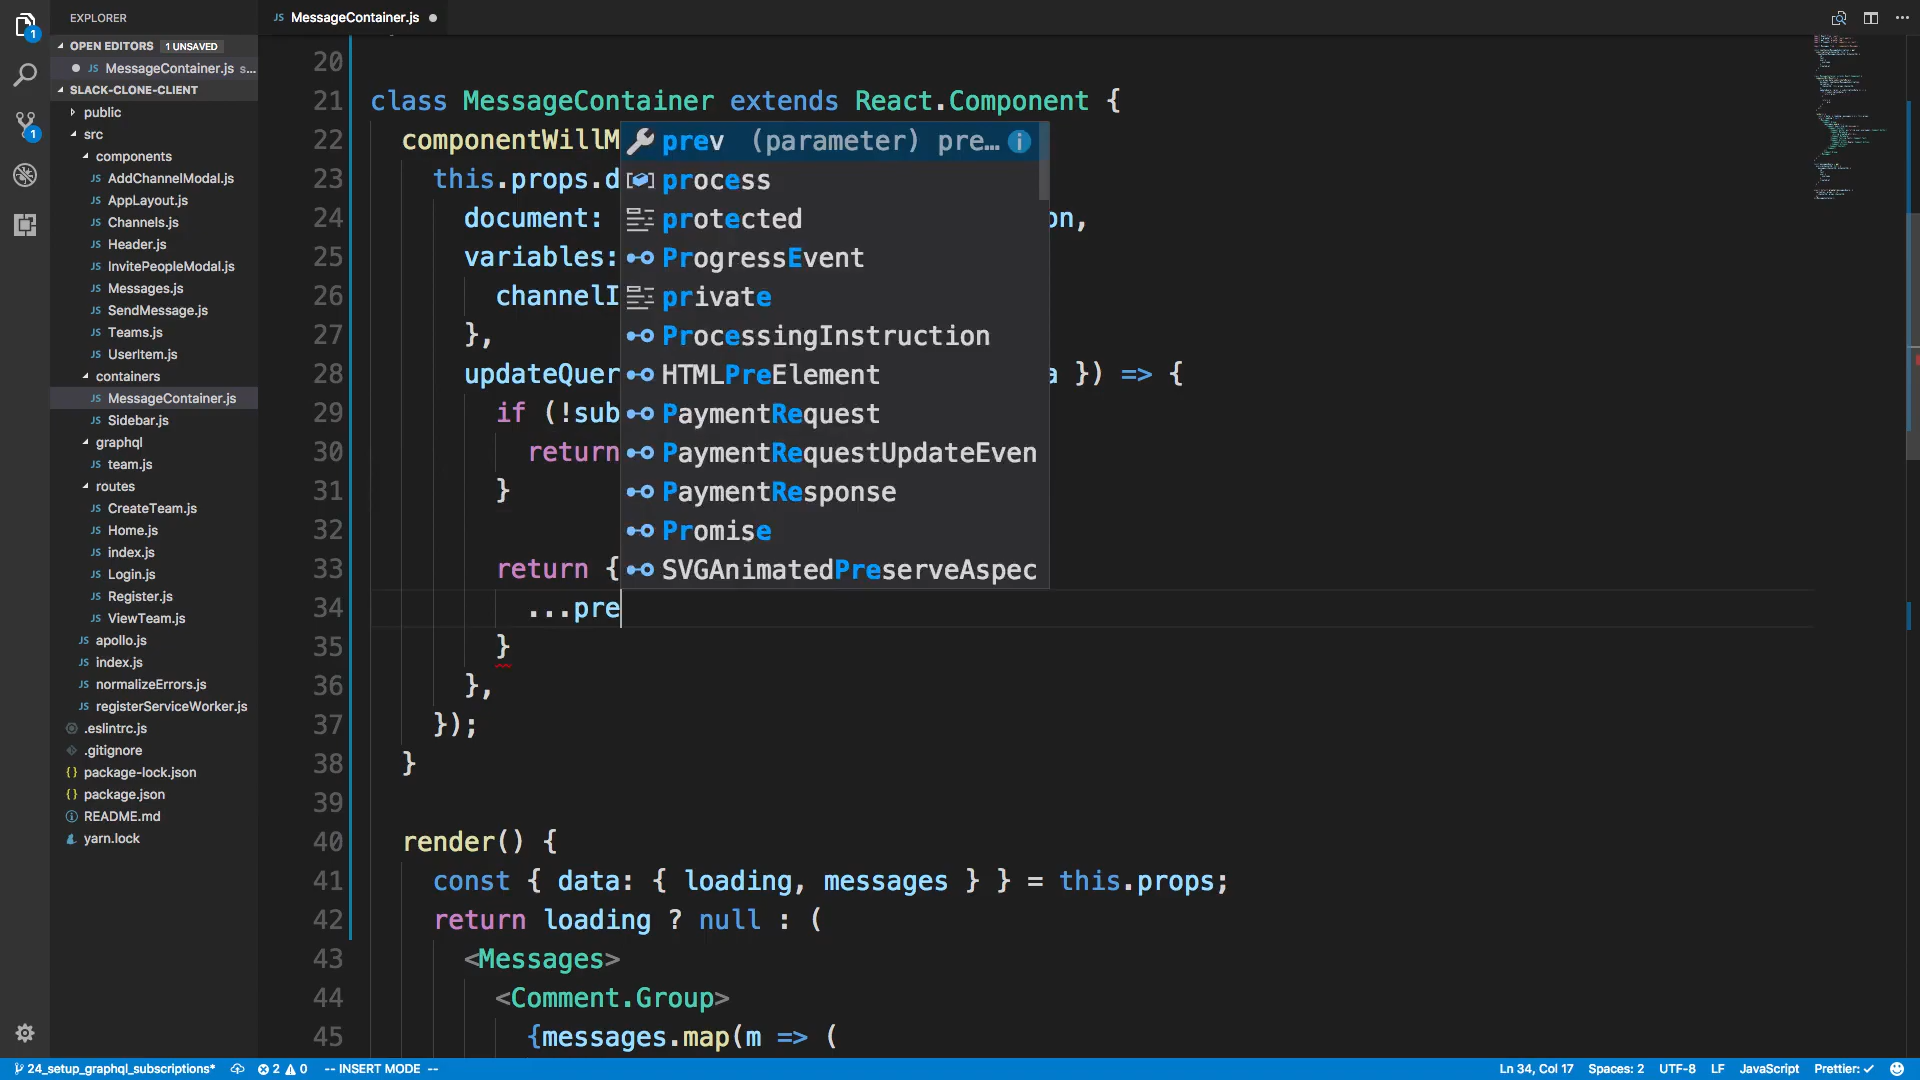 EXPLORER
OPEN EDITORS 1 UNSAVED
JS MessageContainer.js s...
SLACK-CLONE-CLIENT
public
src
components
JS AddChannelModal.js
JS AppLayout.js
JS Channels.js
JS Header.js
JS InvitePeopleModal.js
JS Messages.js
JS SendMessage.js
JS Teams.js
JS UserItem.js
containers
JS MessageContainer.js
JS Sidebar.js
graphql
JS team.js
routes
JS CreateTeam.js
JS Home.js
JS index.js
JS Login.js
JS Register.js
JS ViewTeam.js
JS apollo.js
JS index.js
JS normalizeErrors.js
JS registerServiceWorker.js
.eslintrc.js
.gitignore
{} package-lock.json
{} package.json
README.md
yarn.lock
1
1
JS MessageContainer.js
20
21 class MessageContainer extends React.Component {
22 componentWillM
23 this.props.d
24 document: on,
25 variables:
26 channelI
27 },
28 updateQuer a }) => {
29 if (!sub
30 return
31 }
32
33 return {
34 ...pre
35 }
36 },
37 });
38 }
39
40 render() {
41 const { data: { loading, messages } } = this.props;
42 return loading ? null : (
43 <Messages>
44 <Comment.Group>
45 {messages.map(m => (
prev (parameter) pre...
process
protected
ProgressEvent
private
ProcessingInstruction
HTMLPreElement
PaymentRequest
PaymentRequestUpdateEven
PaymentResponse
Promise
SVGAnimatedPreserveAspec
24_setup_graphql_subscriptions* 2 0 -- INSERT MODE -- Ln 34, Col 17 Spaces: 2 UTF-8 LF JavaScript Prettier: ✓